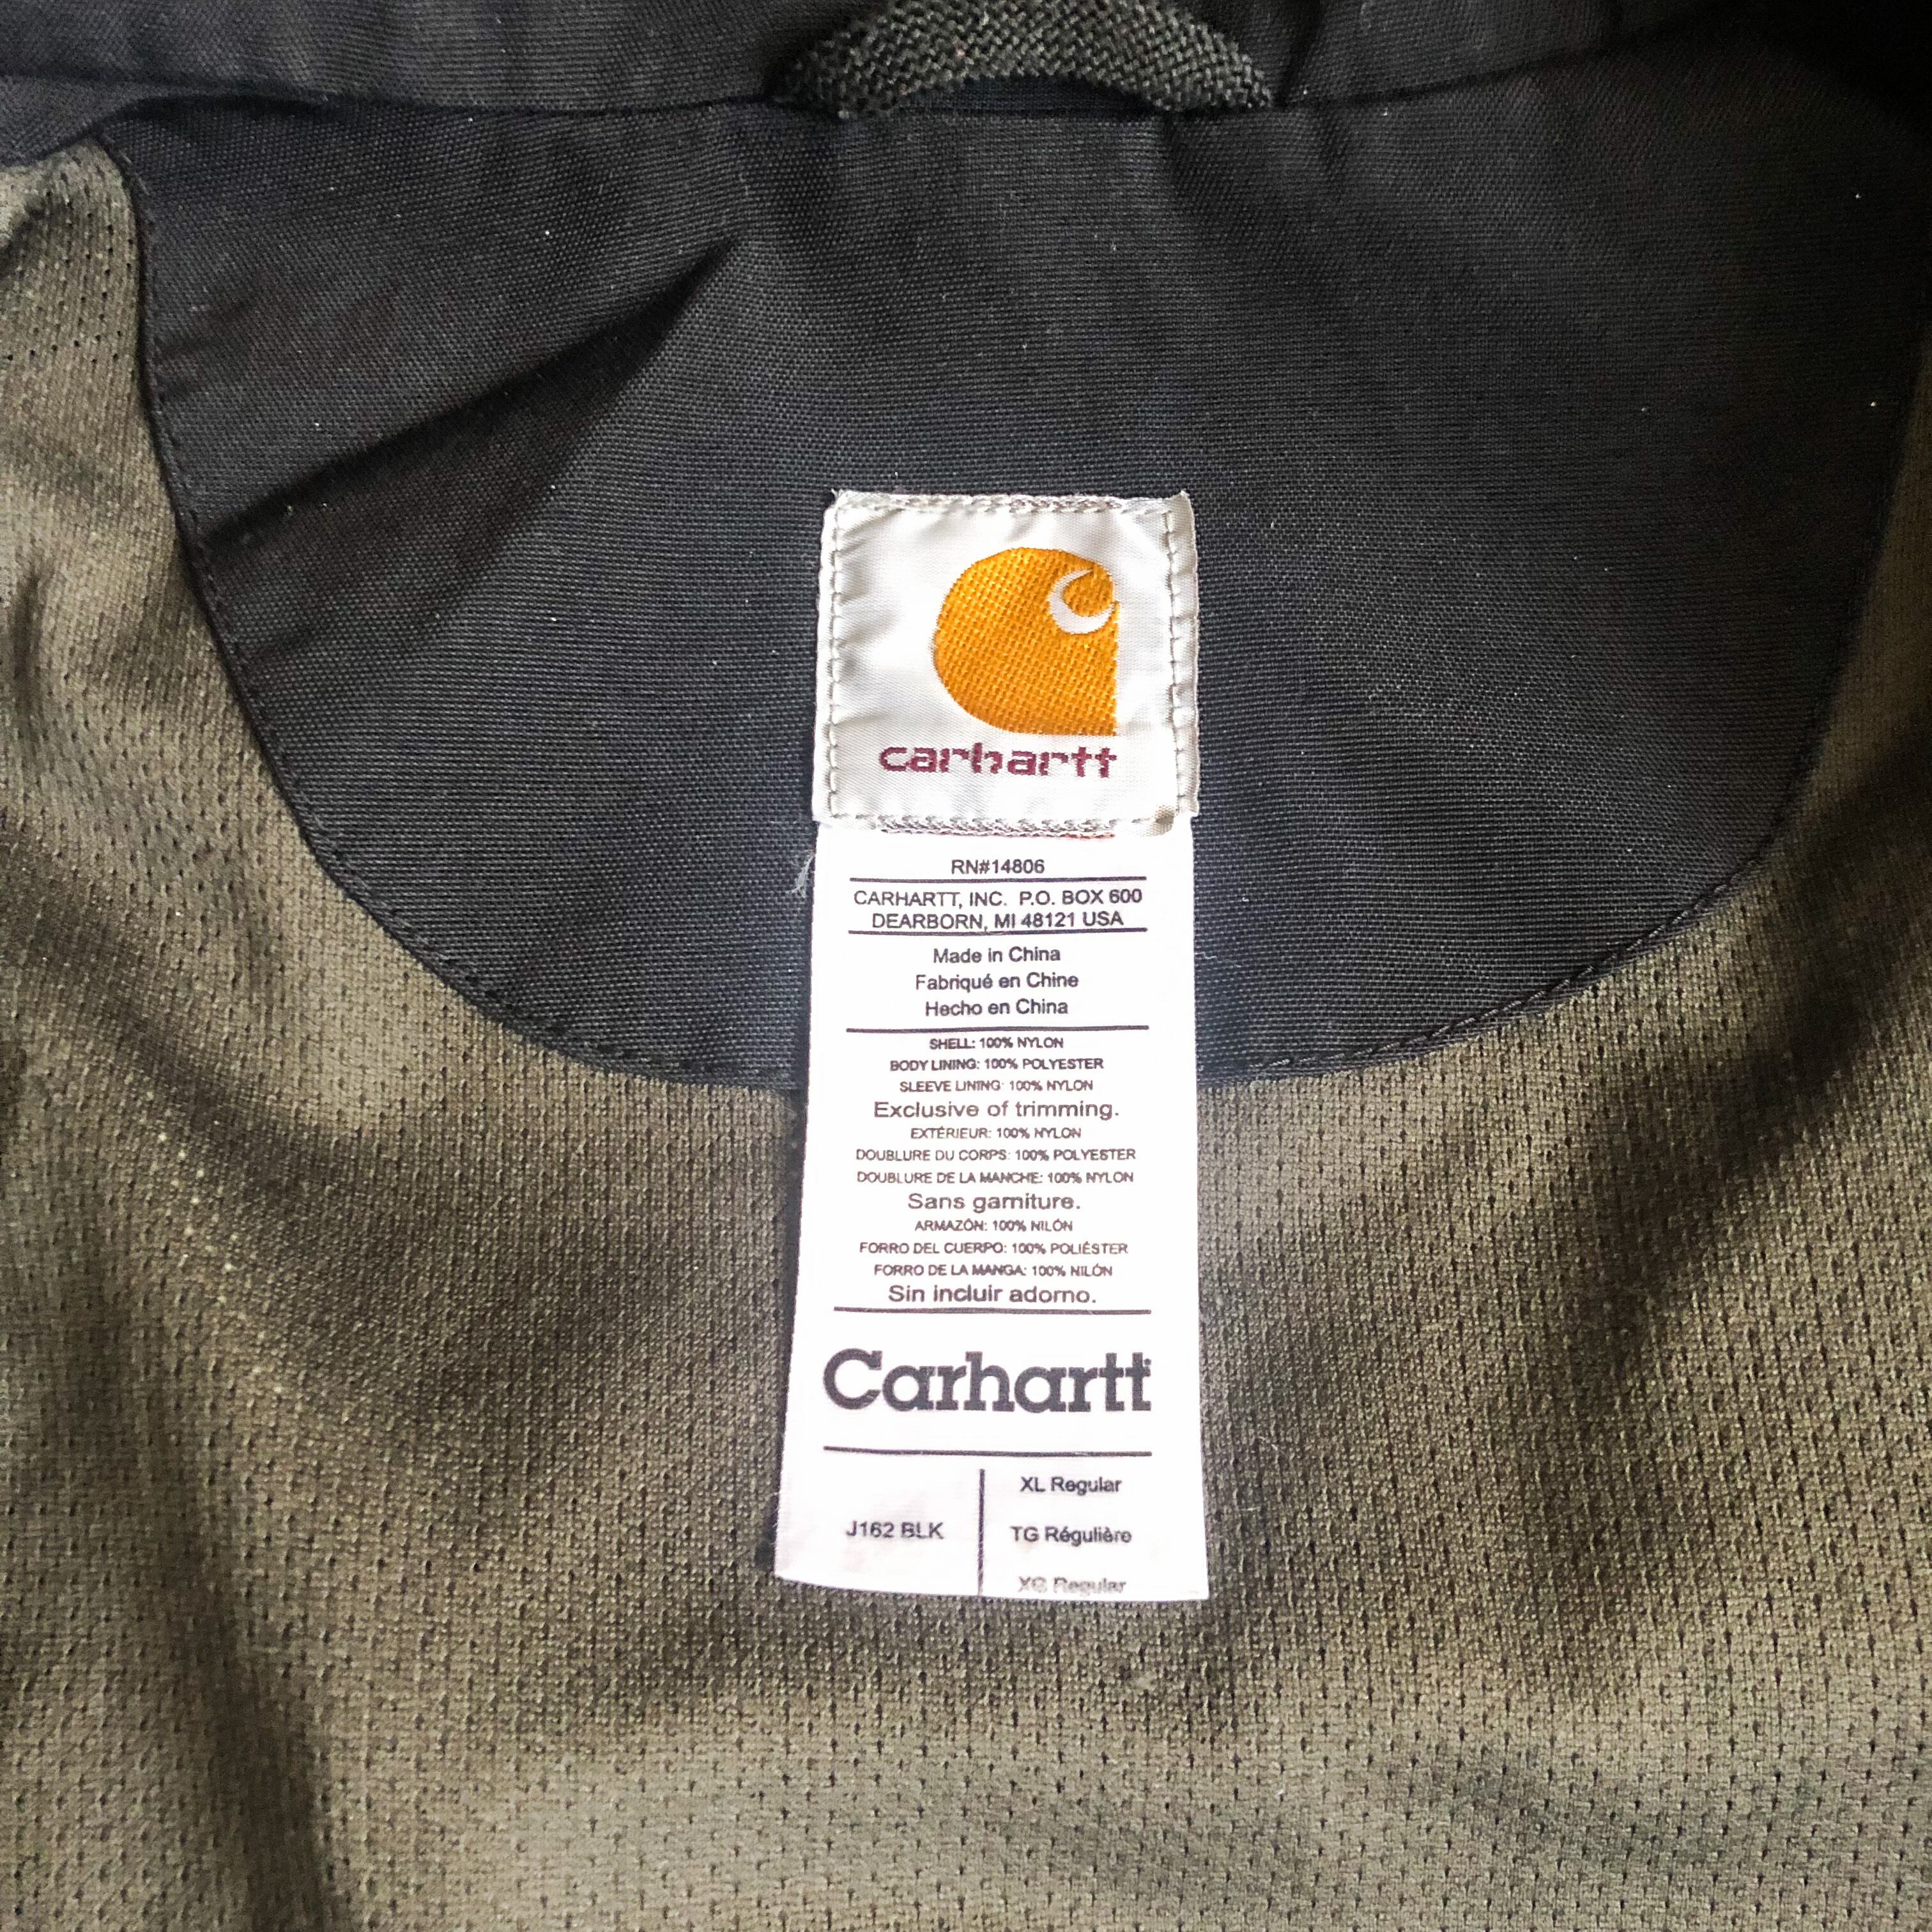 carhartt
RN#14806
CARHARTT, INC. P.O. BOX 600
DEARBORN, MI 48121 USA
Made in China
Fabriqué en Chine
Hecho en China
SHELL: 100% NYLON
BODY LINING: 100% POLYESTER
SLEEVE LINING: 100% NYLON
Exclusive of trimming.
EXTÉRIEUR: 100% NYLON
DOUBLURE DU CORPS: 100% POLYESTER
DOUBLURE DE LA MANCHE: 100% NYLON
Sans garniture.
ARMAZÓN: 100% NILÓN
FORRO DEL CUERPO: 100% POLIÉSTER
FORRO DE LA MANGA: 100% NILÓN
Sin incluir adorno.
Carhartt
J162 BLK
XL Regular
TG Régulière
XG Regular